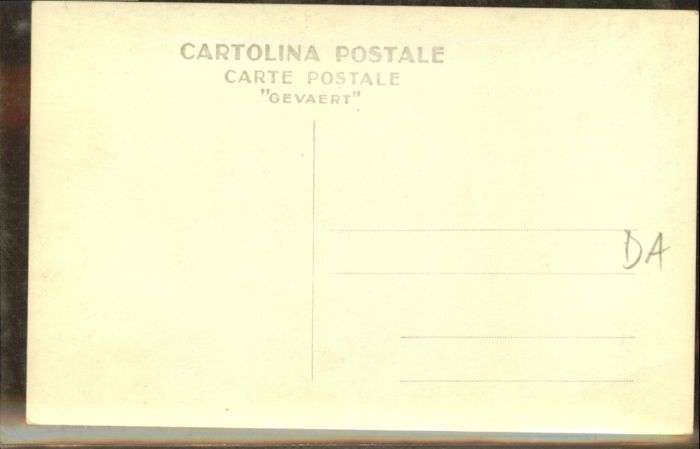 CARTOLINA POSTALE
CARTE POSTALE
"GEVAERT"
DA